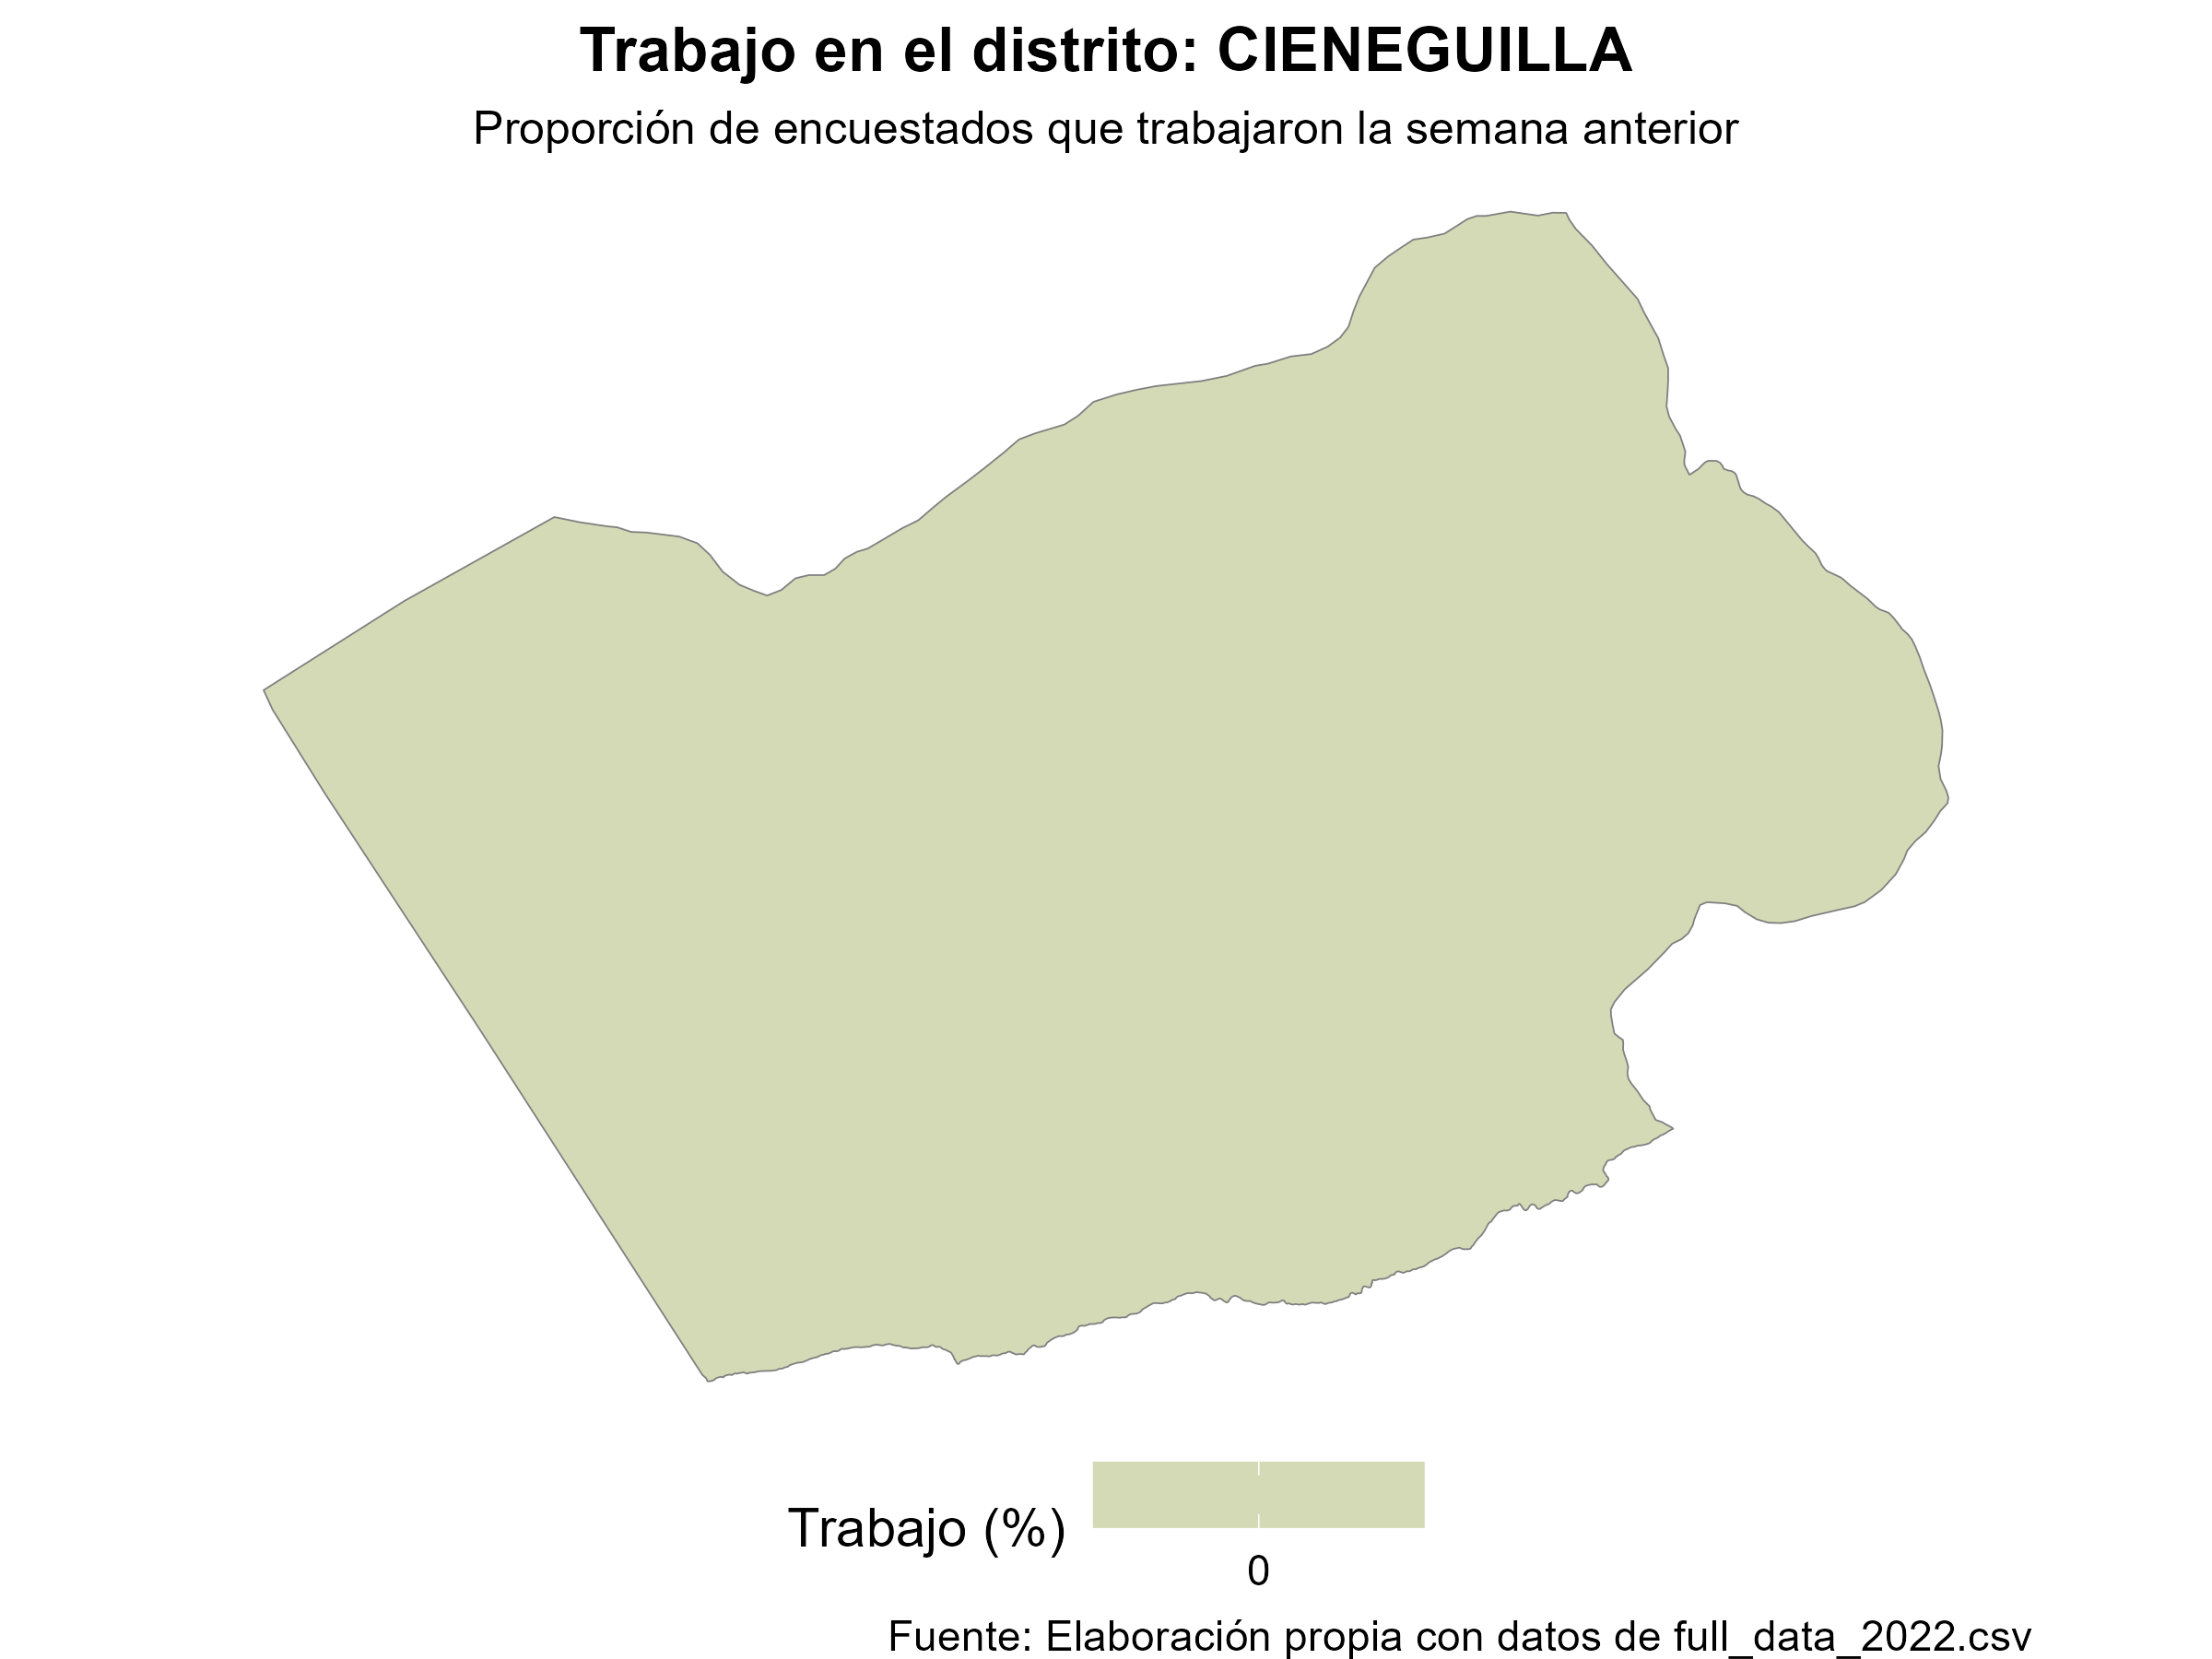 Trabajo en el distrito: CIENEGUILLA
Proporción de encuestados que trabajaron la semana anterior
Trabajo (%)
0
Fuente: Elaboración propia con datos de full_data_2022.csv